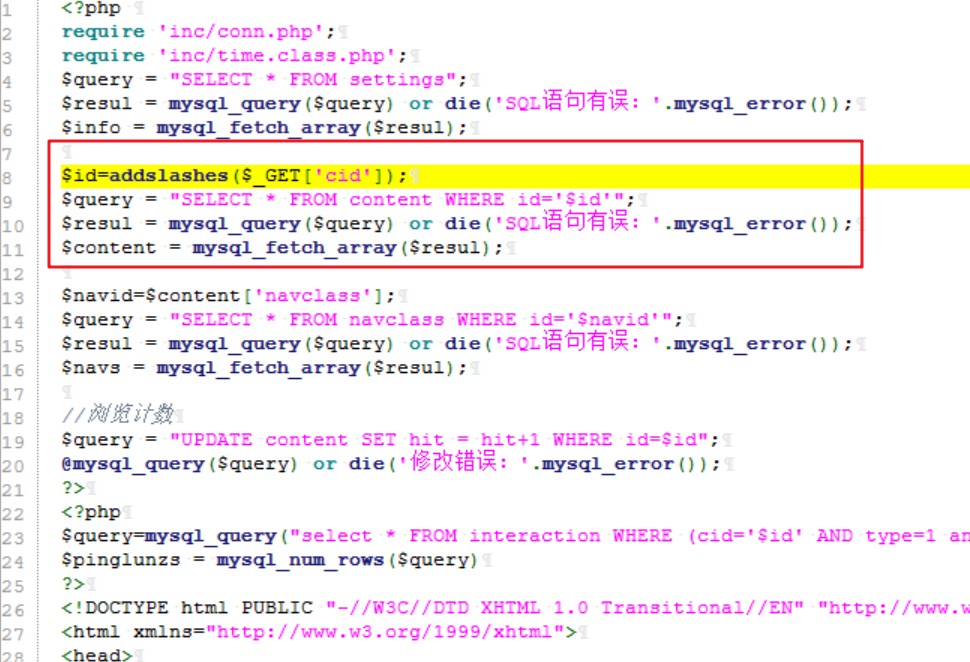 1 <?php
2 require 'inc/conn.php';
3 require 'inc/time.class.php';
4 $query = "SELECT * FROM settings";
5 $resul = mysql_query($query) or die('SQL语句有误：'.mysql_error());
6 $info = mysql_fetch_array($resul);
7
8 $id=addslashes($_GET['cid']);
9 $query = "SELECT * FROM content WHERE id='$id'";
10 $resul = mysql_query($query) or die('SQL语句有误：'.mysql_error());
11 $content = mysql_fetch_array($resul);
12
13 $navid=$content['navclass'];
14 $query = "SELECT * FROM navclass WHERE id='$navid'";
15 $resul = mysql_query($query) or die('SQL语句有误：'.mysql_error());
16 $navs = mysql_fetch_array($resul);
17
18 //浏览计数
19 $query = "UPDATE content SET hit = hit+1 WHERE id=$id";
20 @mysql_query($query) or die('修改错误：'.mysql_error());
21 ?>
22 <?php
23 $query=mysql_query("select * FROM interaction WHERE (cid='$id' AND type=1 an
24 $pinglunzs = mysql_num_rows($query)
25 ?>
26 <!DOCTYPE html PUBLIC "-//W3C//DTD XHTML 1.0 Transitional//EN" "http://www.w
27 <html xmlns="http://www.w3.org/1999/xhtml">
28 <head>